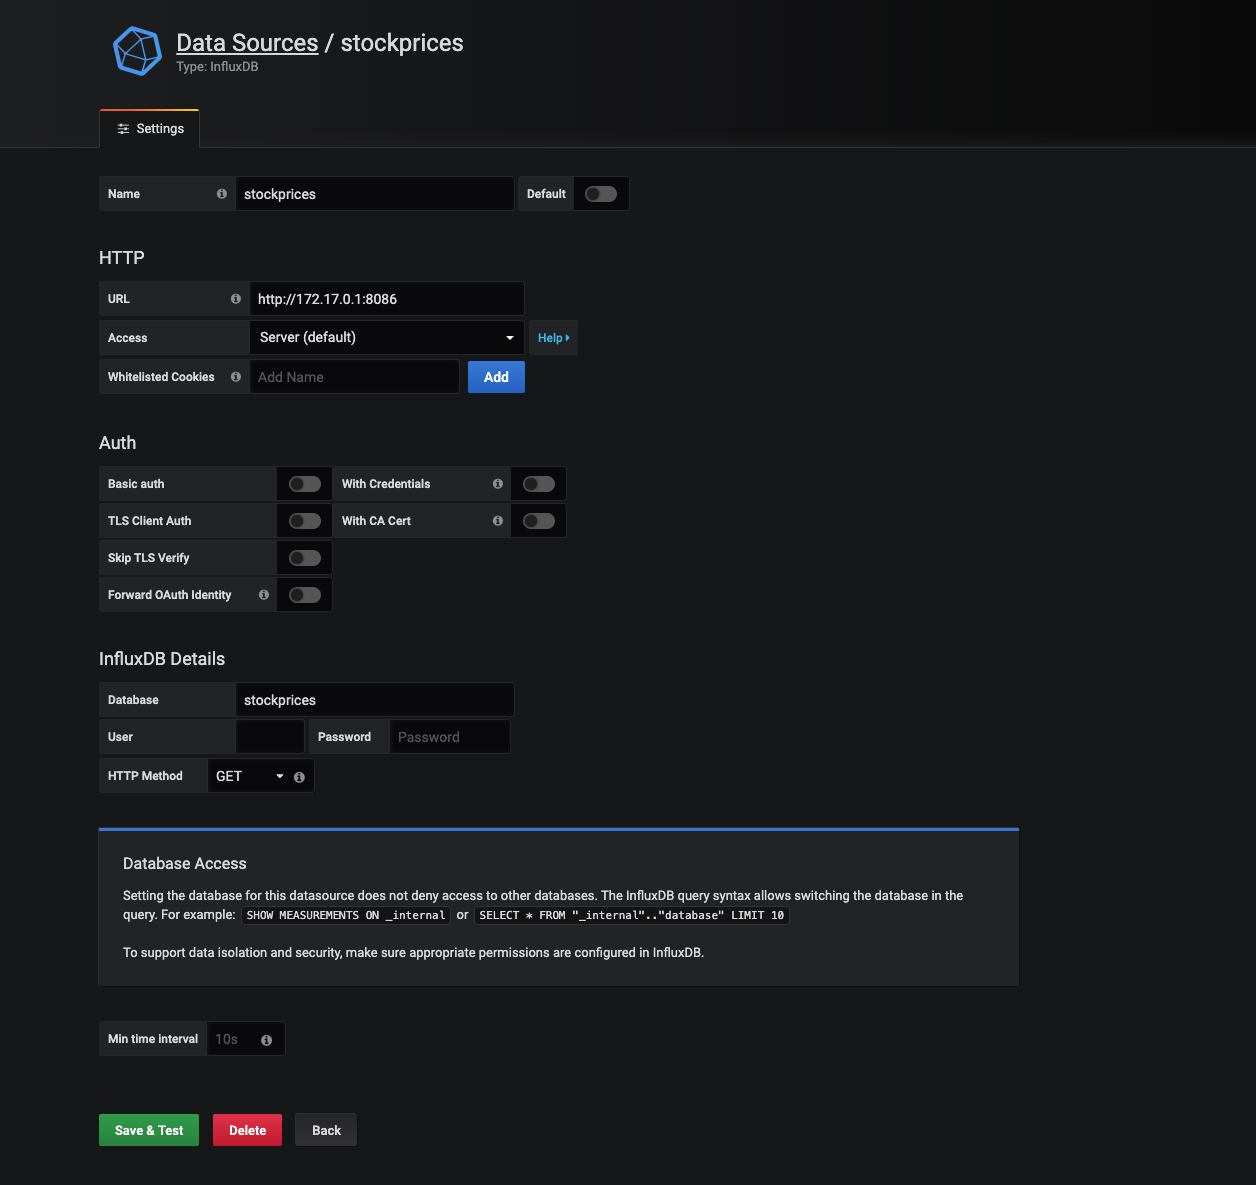 Data Sources / stockprices
Type: InfluxDB
Settings
Name stockprices Default
HTTP
URL http://172.17.0.1:8086
Access Server (default) Help
Whitelisted Cookies Add Name Add
Auth
Basic auth With Credentials
TLS Client Auth With CA Cert
Skip TLS Verify
Forward OAuth Identity
InfluxDB Details
Database stockprices
User Password Password
HTTP Method GET
Database Access
Setting the database for this datasource does not deny access to other databases. The InfluxDB query syntax allows switching the database in the
query. For example: SHOW MEASUREMENTS ON _internal or SELECT * FROM "_internal".."database" LIMIT 10
To support data isolation and security, make sure appropriate permissions are configured in InfluxDB.
Min time interval 10s
Save & Test Delete Back